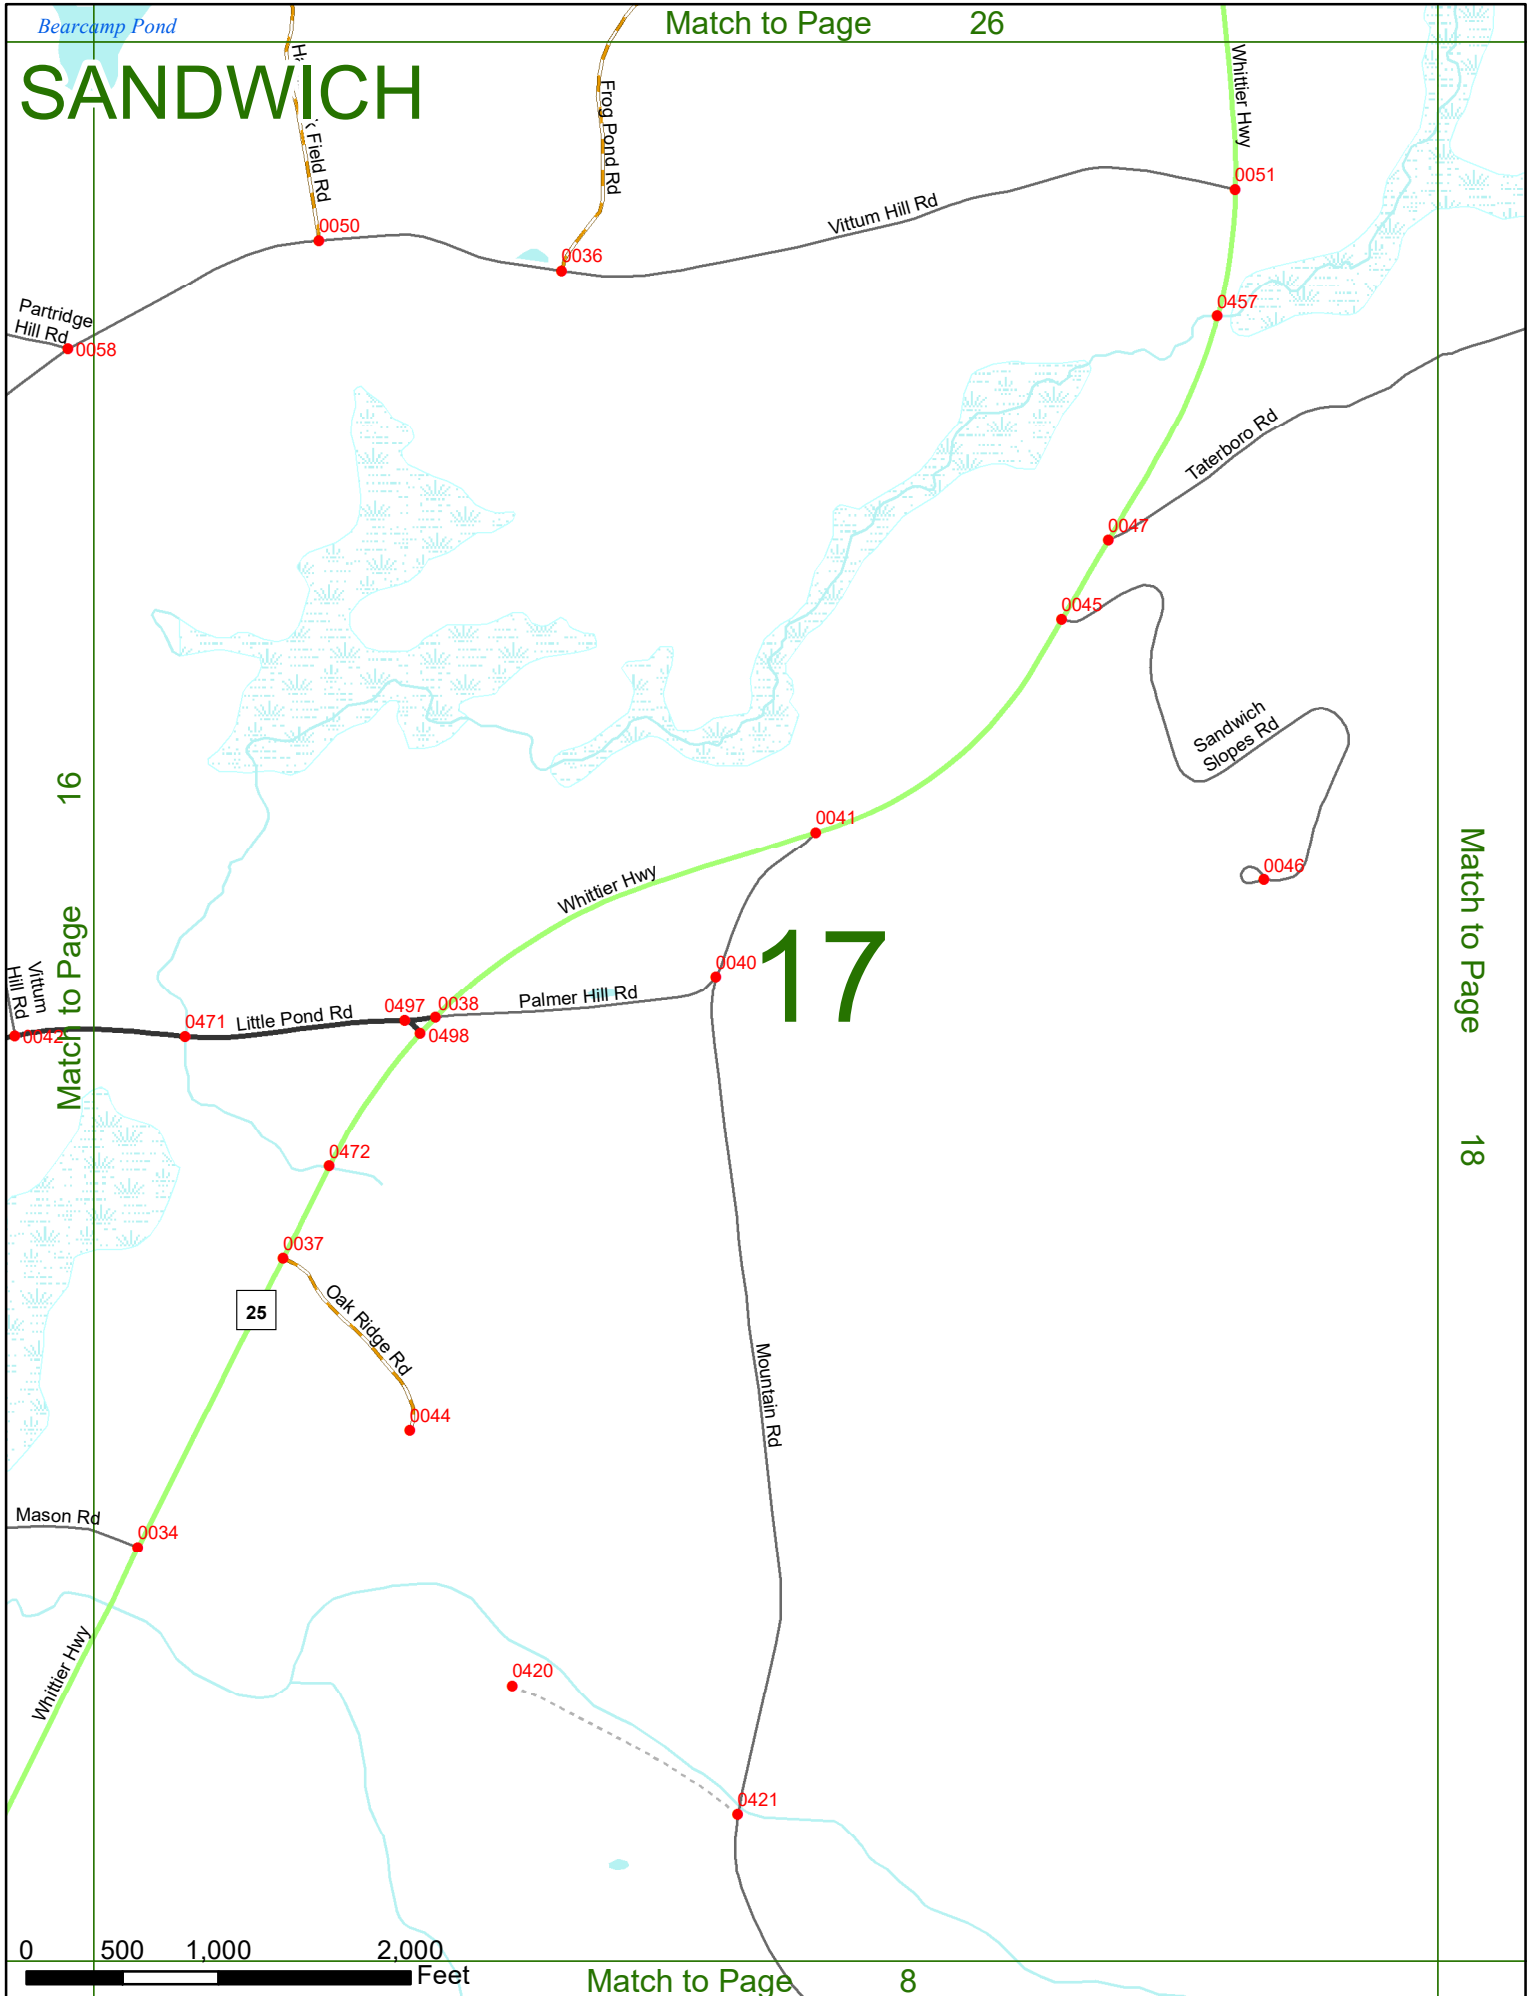 Bearcamp Pond
Match to Page 26
SANDWICH
Field Rd
Frog Pond Rd
Whittier Hwy
0051
Vittum Hill Rd
0050
0036
Partridge
Hill Rd
0058
0457
Taterboro Rd
0047
0045
Sandwich
Slopes Rd
Match to Page 16
0041
0046
Match to Page 18
Whittier Hwy
17
0040
Palmer Hill Rd
Vittum
Hill Rd
0042
0471
Little Pond Rd
0497
0038
0498
0472
0037
25
Oak Ridge Rd
0044
Mountain Rd
Mason Rd
0034
Whittier Hwy
0420
0421
0 500 1,000 2,000
Feet
Match to Page 8